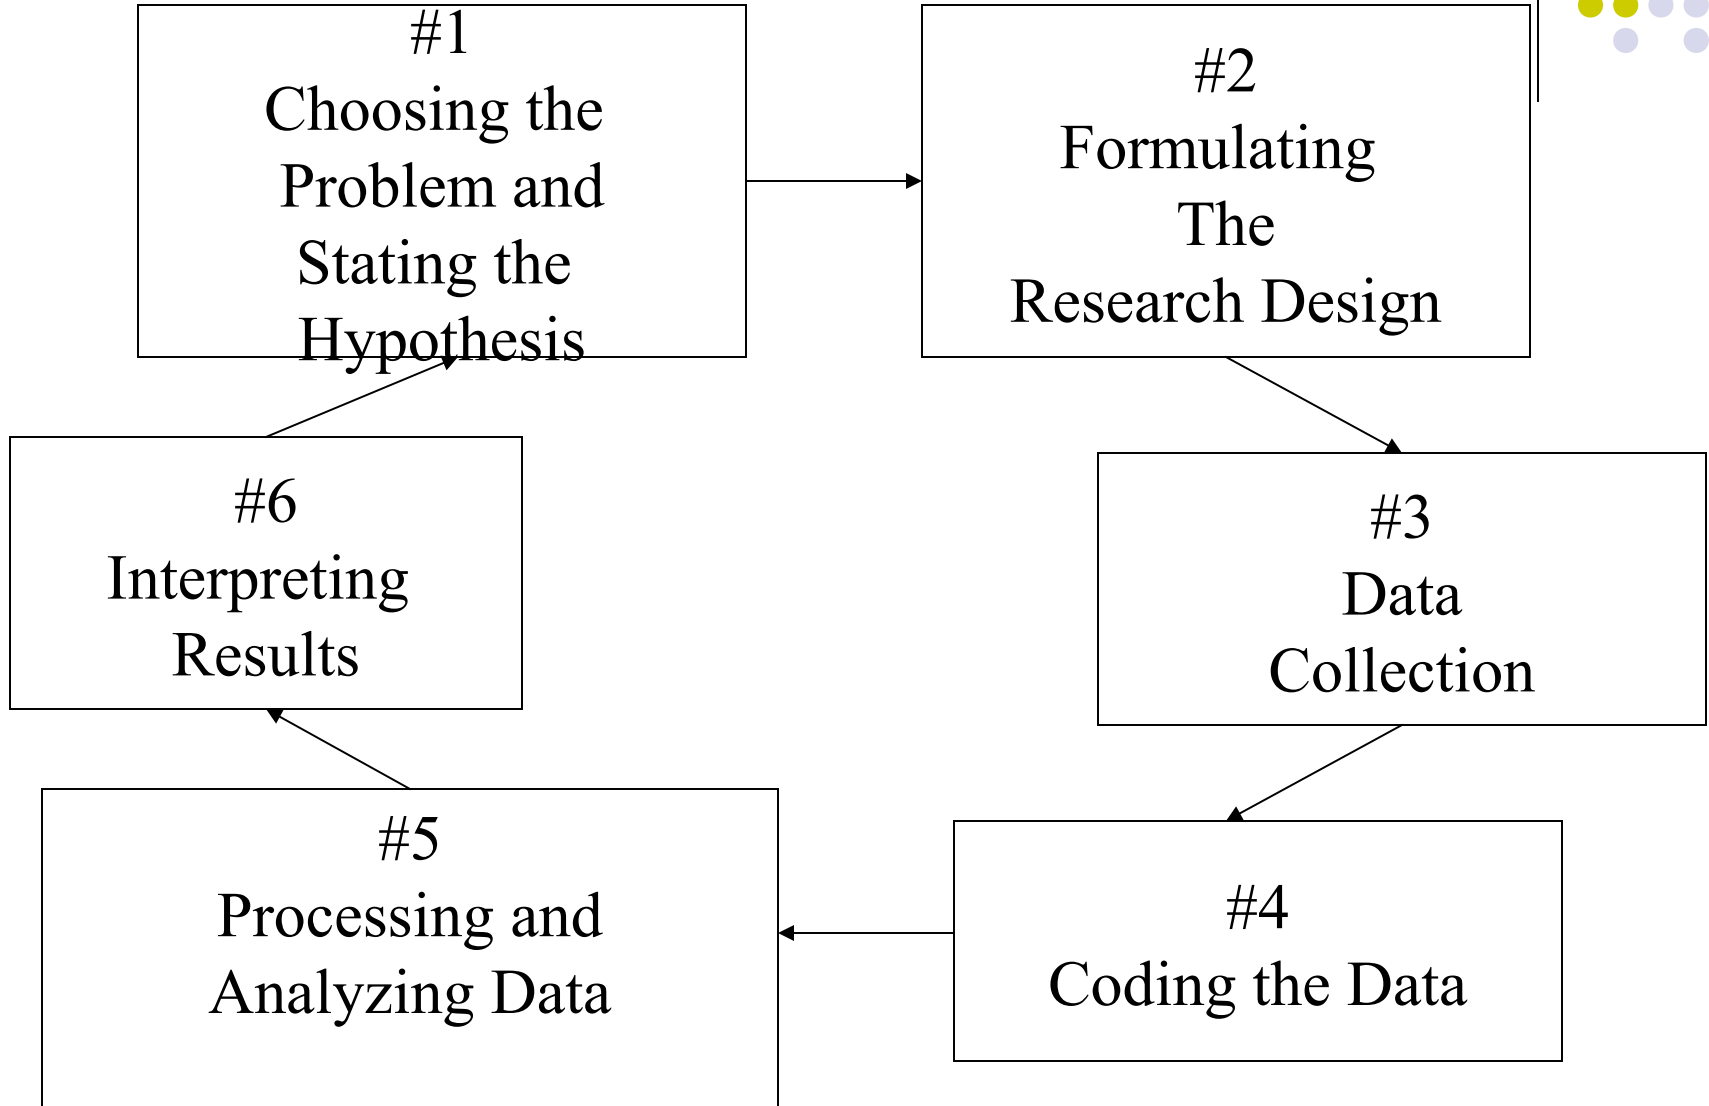 #1
Choosing the
Problem and
Stating the
Hypothesis
#2
Formulating
The
Research Design
#3
Data
Collection
#4
Coding the Data
#5
Processing and
Analyzing Data
#6
Interpreting
Results